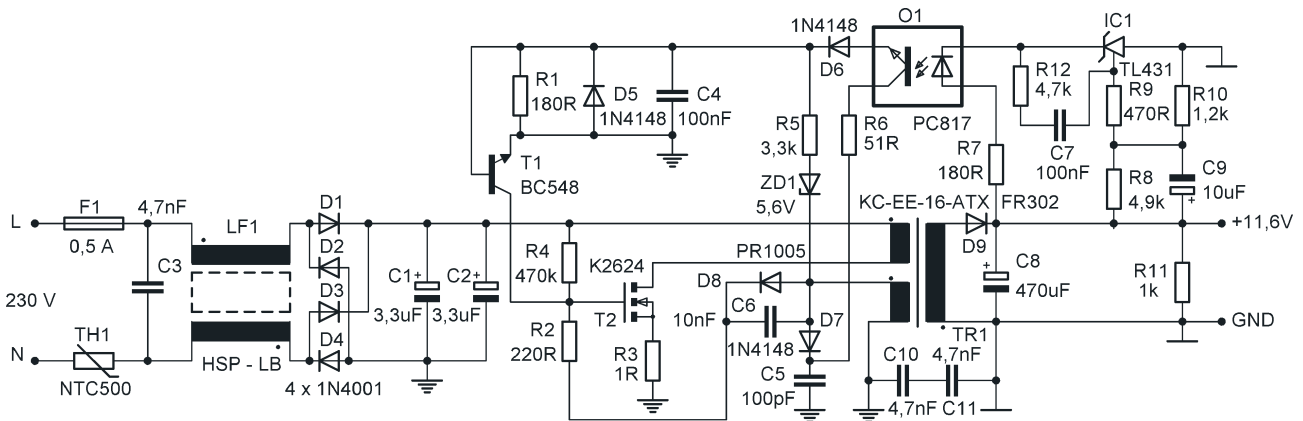 1N4148
D6
O1
PC817
IC1
TL431
R1
180R
D5
1N4148
C4
100nF
R5
3,3k
R6
51R
R12
4,7k
R9
470R
R10
1,2k
T1
BC548
ZD1
5,6V
R7
180R
C7
100nF
R8
4,9k
C9
10uF
+
L
F1
0,5 A
4,7nF
C3
LF1
D1
D2
D3
D4
4 x 1N4001
HSP - LB
230 V
N
TH1
NTC500
C1
+
3,3uF
C2
+
3,3uF
R4
470k
R2
220R
K2624
T2
R3
1R
PR1005
D8
C6
10nF
D7
1N4148
C5
100pF
KC-EE-16-ATX
FR302
D9
+
C8
470uF
TR1
R11
1k
+11,6V
GND
C10
4,7nF
4,7nF
C11